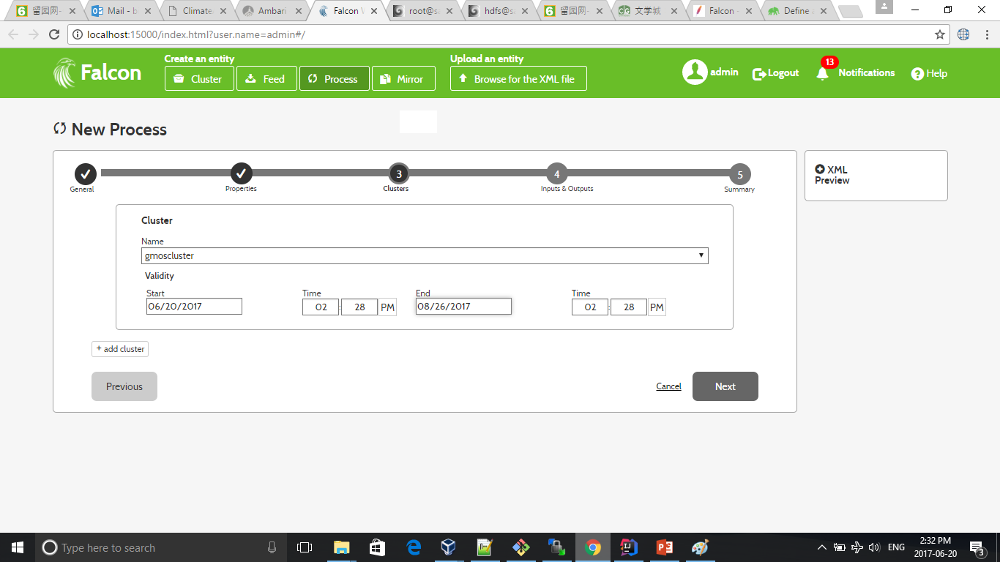 留园网-
Mail - b
Climate
Ambari
Falcon W
root@sa
hdfs@sa
留园网-
文学城
Falcon -
Define a
localhost:15000/index.html?user.name=admin#/
Falcon
Create an entity
Cluster
Feed
Process
Mirror
Upload an entity
Browse for the XML file
admin
Logout
13
Notifications
Help
New Process
General
Properties
3
Clusters
4
Inputs & Outputs
5
Summary
XML
Preview
Cluster
Name
gmoscluster
Validity
Start
Time
End
Time
06/20/2017
02 : 28 PM
08/26/2017
02 : 28 PM
+ add cluster
Previous
Cancel
Next
Type here to search
ENG
2:32 PM
2017-06-20
3